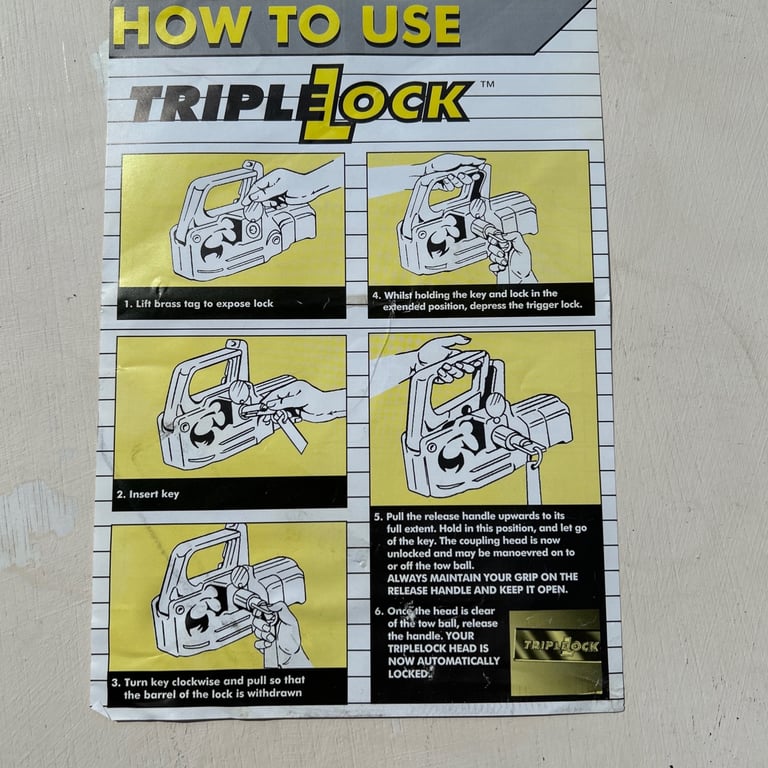 HOW TO USE
TRIPLELOCK™
1. Lift brass tag to expose lock
2. Insert key
3. Turn key clockwise and pull so that
the barrel of the lock is withdrawn
4. Whilst holding the key and lock in the
extended position, depress the trigger lock.
5. Pull the release handle upwards to its
full extent. Hold in this position, and let go
of the key. The coupling head is now
unlocked and may be manoevred on to
or off the tow ball.
ALWAYS MAINTAIN YOUR GRIP ON THE
RELEASE HANDLE AND KEEP IT OPEN.
6. Once the head is clear
of the tow ball, release
the handle. YOUR
TRIPLELOCK HEAD IS
NOW AUTOMATICALLY
LOCKED.
TRIPLELOCK